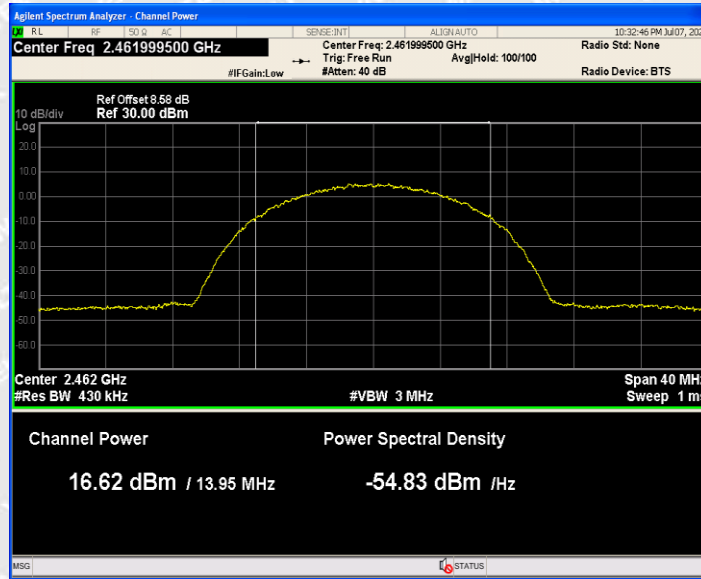 Agilent Spectrum Analyzer - Channel Power
RL RF 50 Ω AC SENSE:INT ALIGN AUTO 10:32:46 PM Jul 07, 202
Center Freq 2.461999500 GHz Center Freq: 2.461999500 GHz Radio Std: None
Trig: Free Run Avg|Hold: 100/100
#IFGain:Low #Atten: 40 dB Radio Device: BTS
Ref Offset 8.58 dB
10 dB/div Ref 30.00 dBm
Log
20.0
10.0
0.00
-10.0
-20.0
-30.0
-40.0
-50.0
-60.0
Center 2.462 GHz Span 40 MHz
#Res BW 430 kHz #VBW 3 MHz Sweep 1 ms
Channel Power Power Spectral Density
16.62 dBm / 13.95 MHz -54.83 dBm /Hz
MSG STATUS